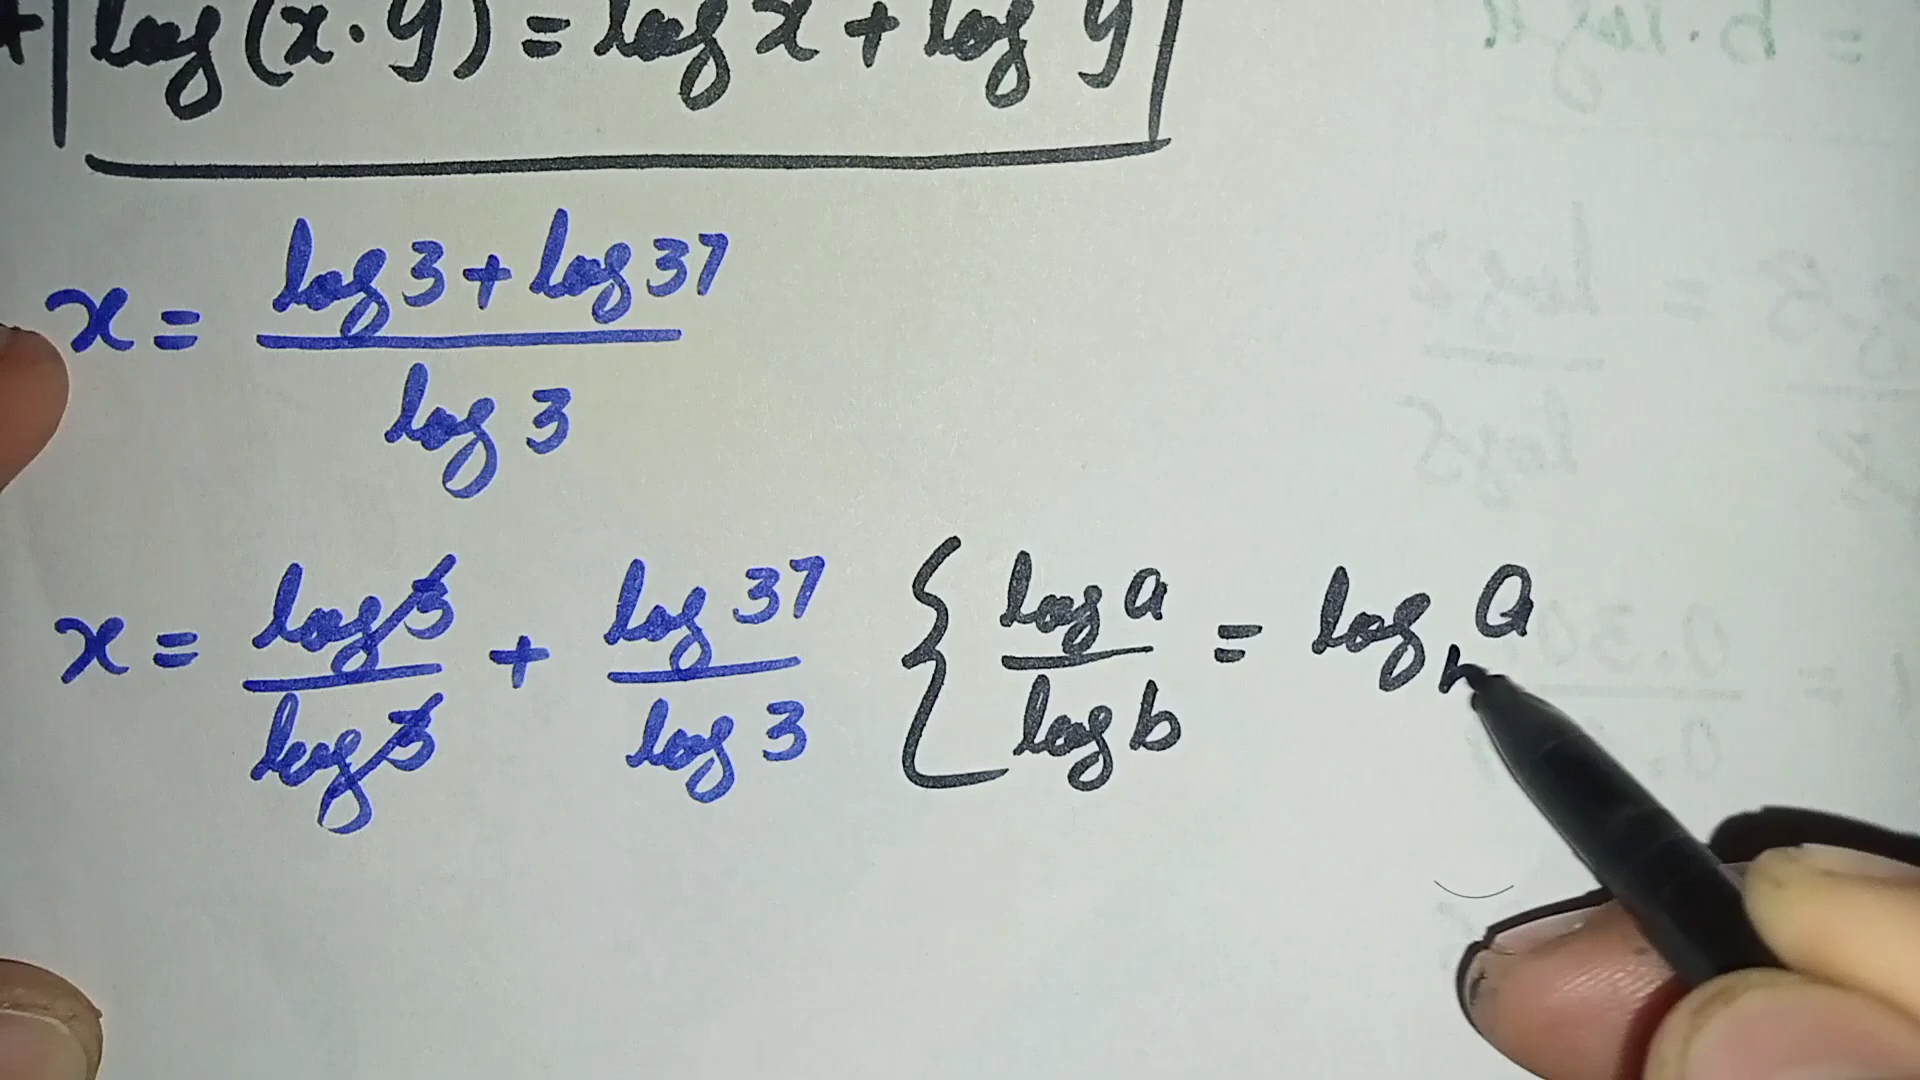 log(x·y) = log x + log y
x = (log 3 + log 37) / log 3
x = log 3 / log 3 + log 37 / log 3 { log a / log b = log_b a